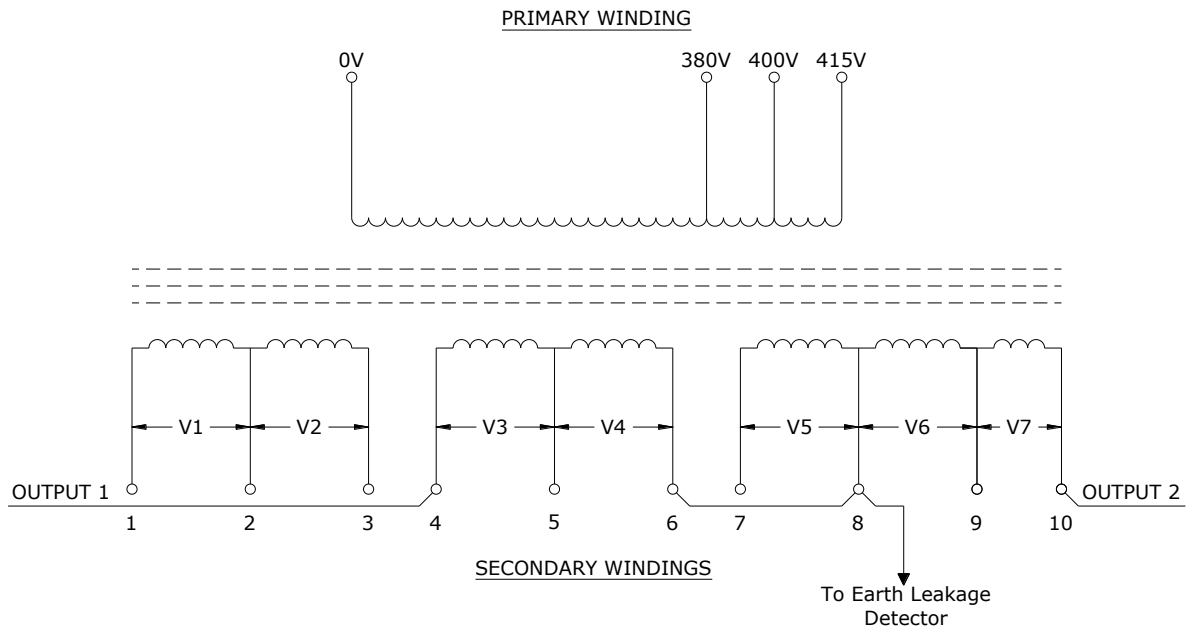 PRIMARY WINDING
0V 380V 400V 415V
V1 V2 V3 V4 V5 V6 V7
OUTPUT 1 OUTPUT 2
1 2 3 4 5 6 7 8 9 10
SECONDARY WINDINGS
To Earth Leakage
Detector